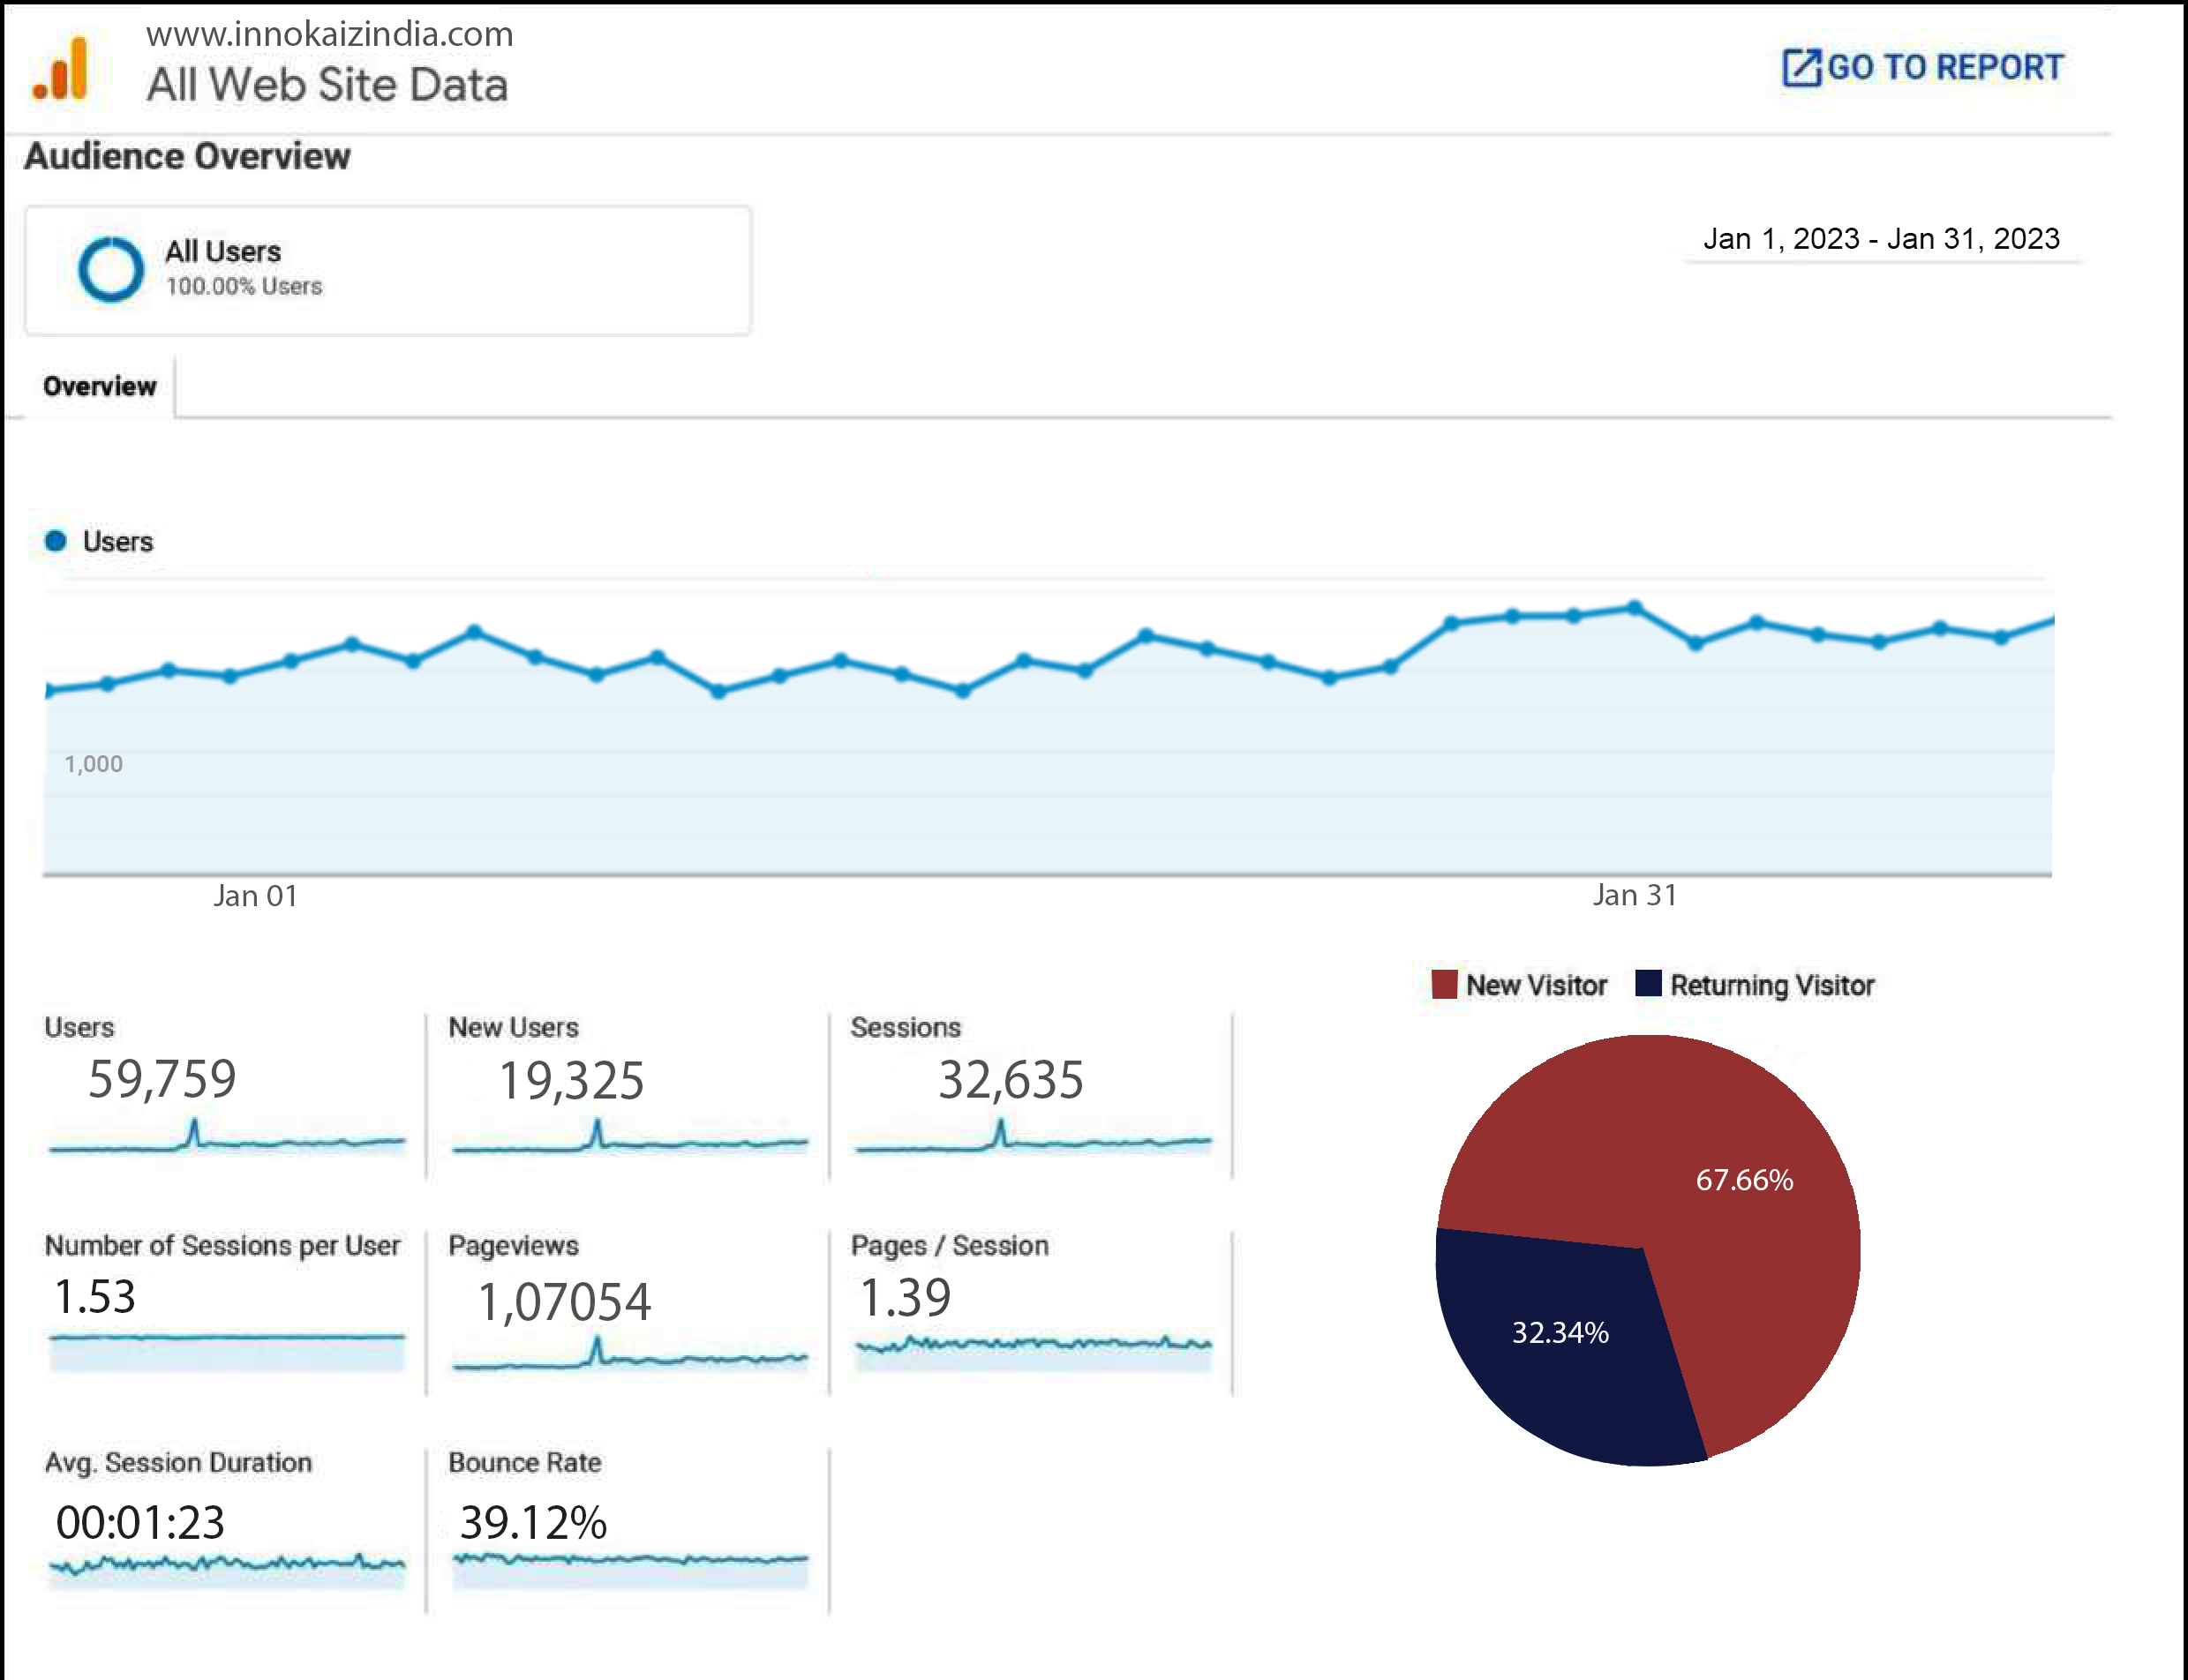 www.innokaizindia.com
All Web Site Data
GO TO REPORT
Audience Overview
All Users
100.00% Users
Jan 1, 2023 - Jan 31, 2023
Overview
Users
1,000
Jan 01
Jan 31
New Visitor
Returning Visitor
Users
59,759
New Users
19,325
Sessions
32,635
67.66%
32.34%
Number of Sessions per User
1.53
Pageviews
1,07054
Pages / Session
1.39
Avg. Session Duration
00:01:23
Bounce Rate
39.12%